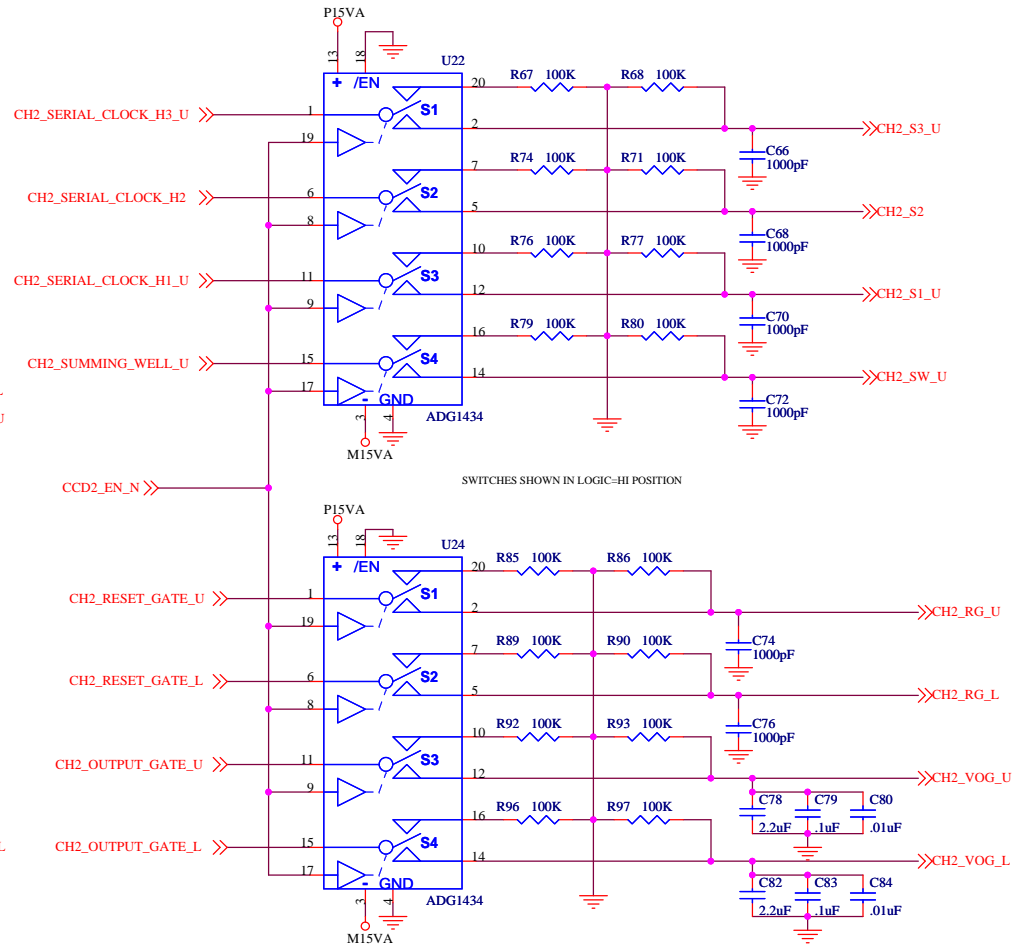 P15VA
13
18
U22
+ /EN
R67 100K
R68 100K
20
CH2_SERIAL_CLOCK_H3_U
1
S1
2
CH2_S3_U
19
C66
1000pF
R74 100K
R71 100K
7
CH2_SERIAL_CLOCK_H2
6
S2
5
CH2_S2
8
C68
1000pF
R76 100K
R77 100K
10
CH2_SERIAL_CLOCK_H1_U
11
S3
12
CH2_S1_U
9
C70
1000pF
R79 100K
R80 100K
16
CH2_SUMMING_WELL_U
15
S4
14
CH2_SW_U
17
L
- GND
C72
1000pF
U
3
4
ADG1434
M15VA
CCD2_EN_N
SWITCHES SHOWN IN LOGIC=HI POSITION
P15VA
13
18
U24
+ /EN
R85 100K
R86 100K
20
CH2_RESET_GATE_U
1
S1
2
CH2_RG_U
19
C74
1000pF
R89 100K
R90 100K
7
CH2_RESET_GATE_L
6
S2
5
CH2_RG_L
8
C76
1000pF
R92 100K
R93 100K
10
CH2_OUTPUT_GATE_U
11
S3
12
CH2_VOG_U
9
C78 C79 C80
2.2uF .1uF .01uF
R96 100K
R97 100K
16
L
CH2_OUTPUT_GATE_L
15
S4
14
CH2_VOG_L
17
- GND
C82 C83 C84
2.2uF .1uF .01uF
3
4
ADG1434
M15VA